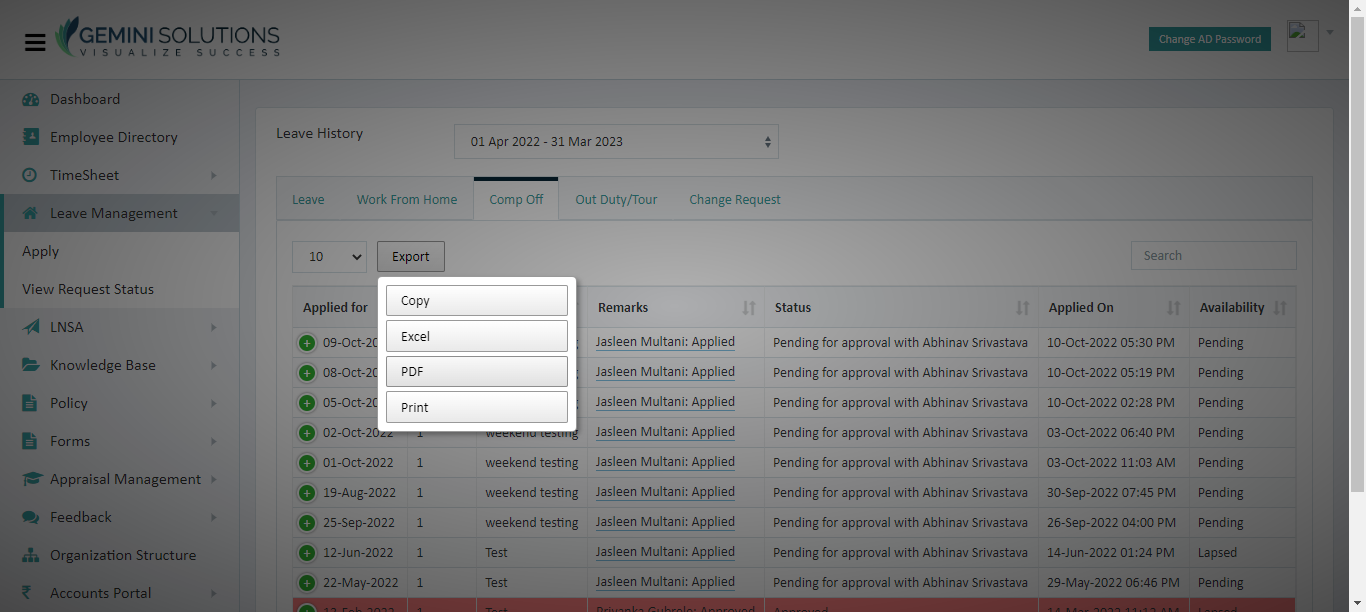 GEMINI SOLUTIONS
VISUALIZE SUCCESS
Change AD Password
Dashboard
Employee Directory
TimeSheet
Leave Management
Apply
View Request Status
LNSA
Knowledge Base
Policy
Forms
Appraisal Management
Feedback
Organization Structure
Accounts Portal
Leave History
01 Apr 2022 - 31 Mar 2023
Leave Work From Home Comp Off Out Duty/Tour Change Request
10 Export Search
Copy
Excel
PDF
Print
Applied for Remarks Status Applied On Availability
09-Oct-20 Jasleen Multani: Applied Pending for approval with Abhinav Srivastava 10-Oct-2022 05:30 PM Pending
08-Oct-20 Jasleen Multani: Applied Pending for approval with Abhinav Srivastava 10-Oct-2022 05:19 PM Pending
05-Oct-20 Jasleen Multani: Applied Pending for approval with Abhinav Srivastava 10-Oct-2022 02:28 PM Pending
02-Oct-2022 1 weekend testing Jasleen Multani: Applied Pending for approval with Abhinav Srivastava 03-Oct-2022 06:40 PM Pending
01-Oct-2022 1 weekend testing Jasleen Multani: Applied Pending for approval with Abhinav Srivastava 03-Oct-2022 11:03 AM Pending
19-Aug-2022 1 weekend testing Jasleen Multani: Applied Pending for approval with Abhinav Srivastava 30-Sep-2022 07:45 PM Pending
25-Sep-2022 1 weekend testing Jasleen Multani: Applied Pending for approval with Abhinav Srivastava 26-Sep-2022 04:00 PM Pending
12-Jun-2022 1 Test Jasleen Multani: Applied Pending for approval with Abhinav Srivastava 14-Jun-2022 01:24 PM Lapsed
22-May-2022 1 Test Jasleen Multani: Applied Pending for approval with Abhinav Srivastava 29-May-2022 06:46 PM Pending
Test Approved Approved Lapsed